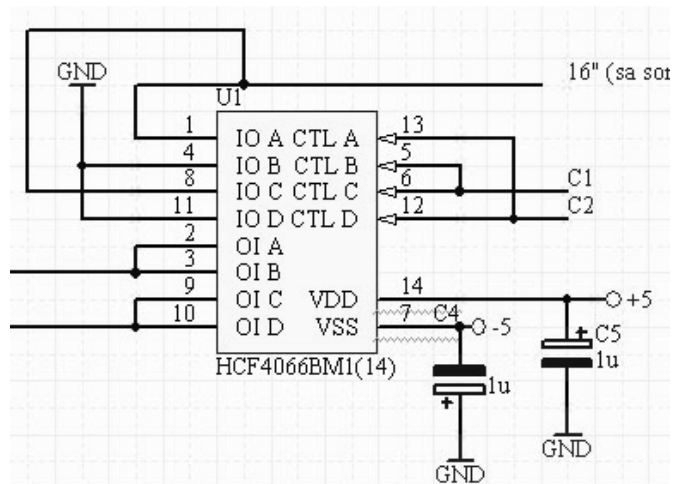 GND
16" (sa
U1
1 IO A CTL A 13
4 IO B CTL B 5
8 IO C CTL C 6 C1
11 IO D CTL D 12 C2
2 OI A
3 OI B
9 OI C VDD 14 +5
10 OI D VSS 7 C4 -5
HCF4066BM1(14)
+ C5
1u
1u
+
GND
GND